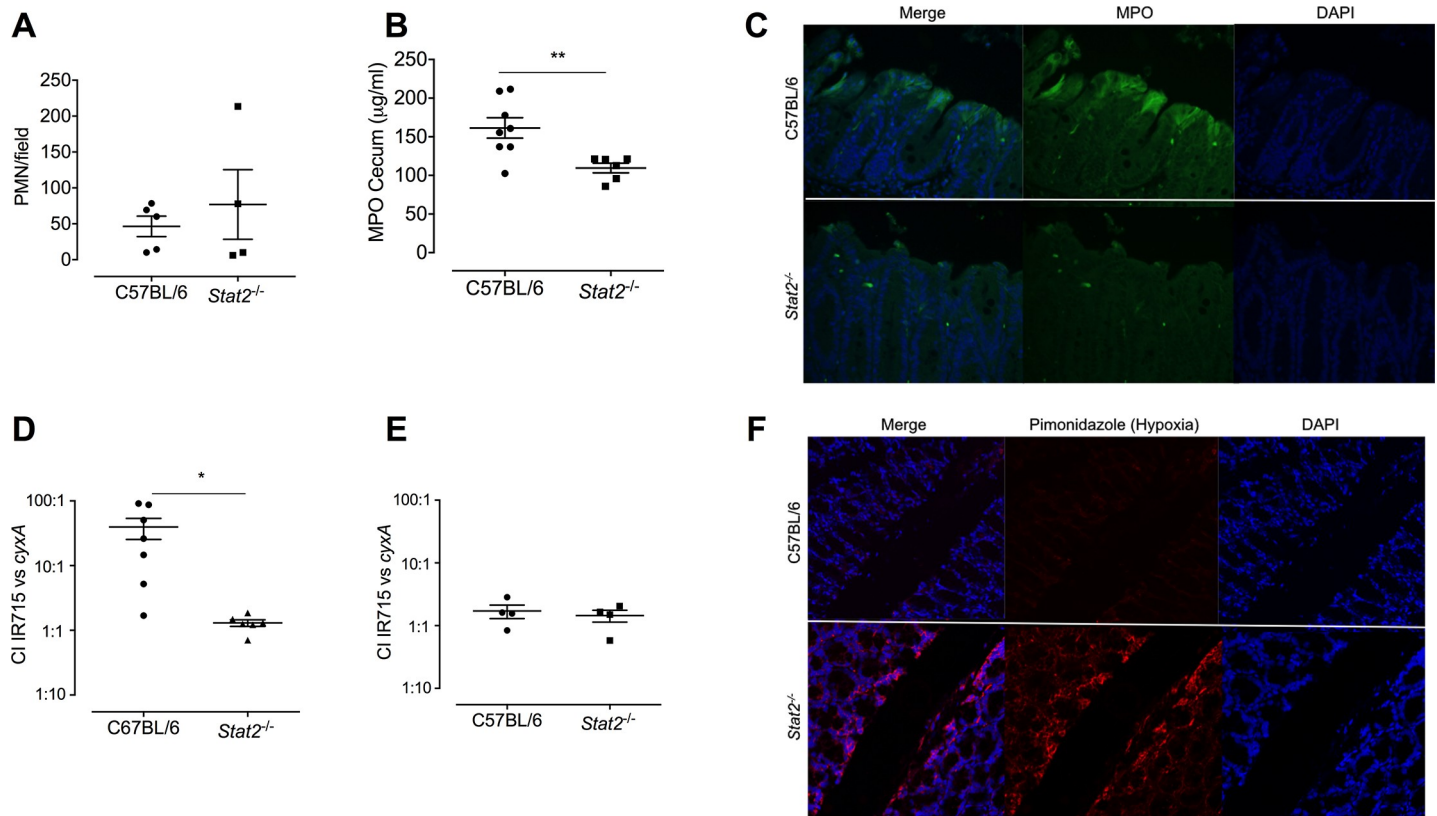 A
PMN/field
250
200
150
100
50
0
C57BL/6 Stat2-/-
B
MPO Cecum (µg/ml)
250
200
150
100
50
0
**
C57BL/6 Stat2-/-
C
Merge MPO DAPI
C57BL/6
Stat2-/-
D
CI IR715 vs cyxA
100:1
10:1
1:1
1:10
*
C67BL/6 Stat2-/-
E
CI IR715 vs cyxA
100:1
10:1
1:1
1:10
C57BL/6 Stat2-/-
F
Merge Pimonidazole (Hypoxia) DAPI
C57BL/6
Stat2-/-